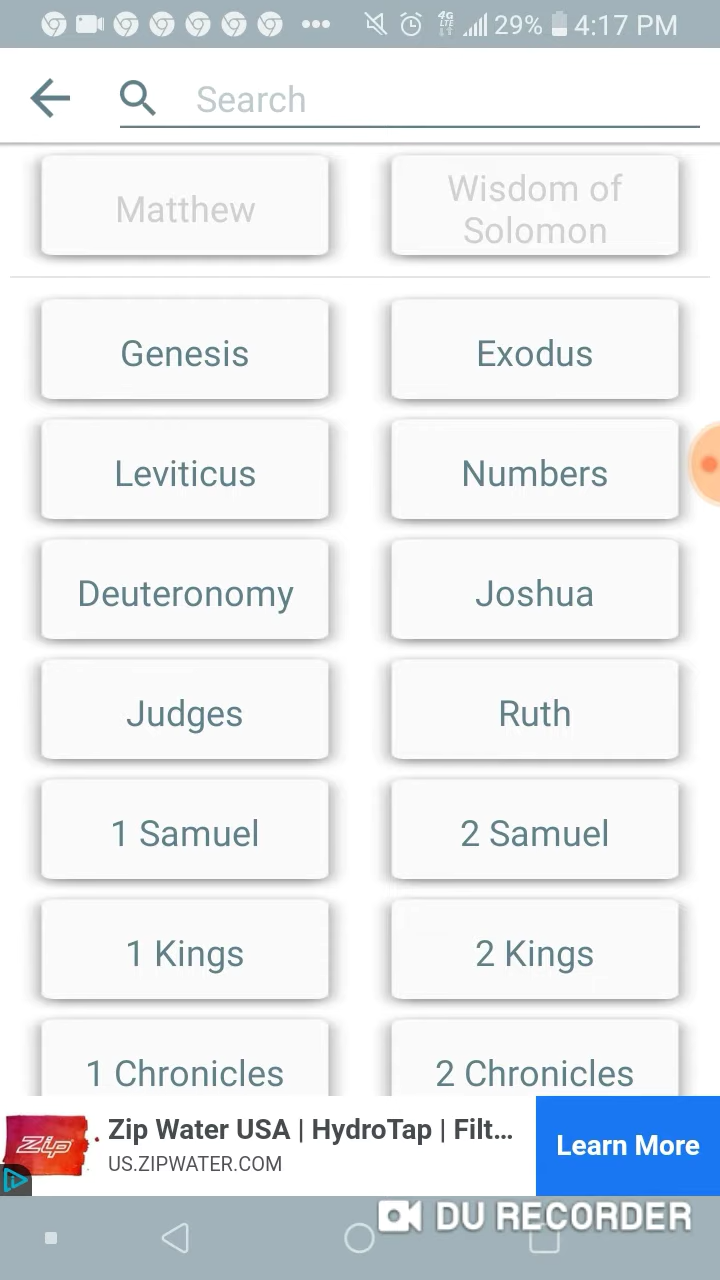 4G
LTE
29%
4:17 PM
Search
Matthew
Wisdom of
Solomon
Genesis
Exodus
Leviticus
Numbers
Deuteronomy
Joshua
Judges
Ruth
1 Samuel
2 Samuel
1 Kings
2 Kings
1 Chronicles
2 Chronicles
Zip
Zip Water USA | HydroTap | Filt...
US.ZIPWATER.COM
Learn More
DU RECORDER